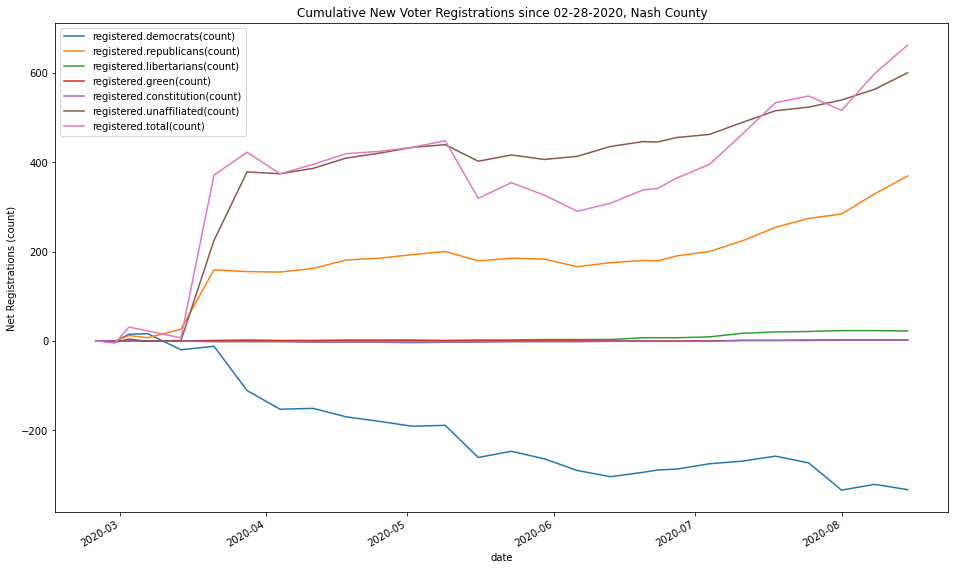 Cumulative New Voter Registrations since 02-28-2020, Nash County
registered.democrats(count)
registered.republicans(count)
registered.libertarians(count)
registered.green(count)
registered.constitution(count)
registered.unaffiliated(count)
registered.total(count)
Net Registrations (count)
600
400
200
0
−200
2020-03
2020-04
2020-05
2020-06
2020-07
2020-08
date